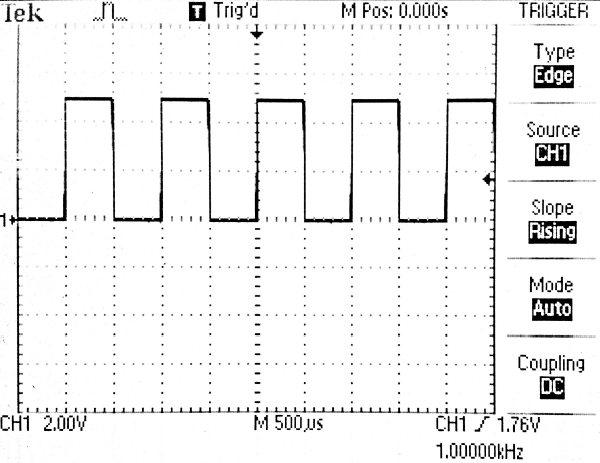 Tek T Trig'd M Pos: 0.000s TRIGGER
Type
Edge
Source
CH1
Slope
Rising
1
Mode
Auto
Coupling
DC
CH1 2.00V M 500µs CH1 1.76V
1.00000kHz